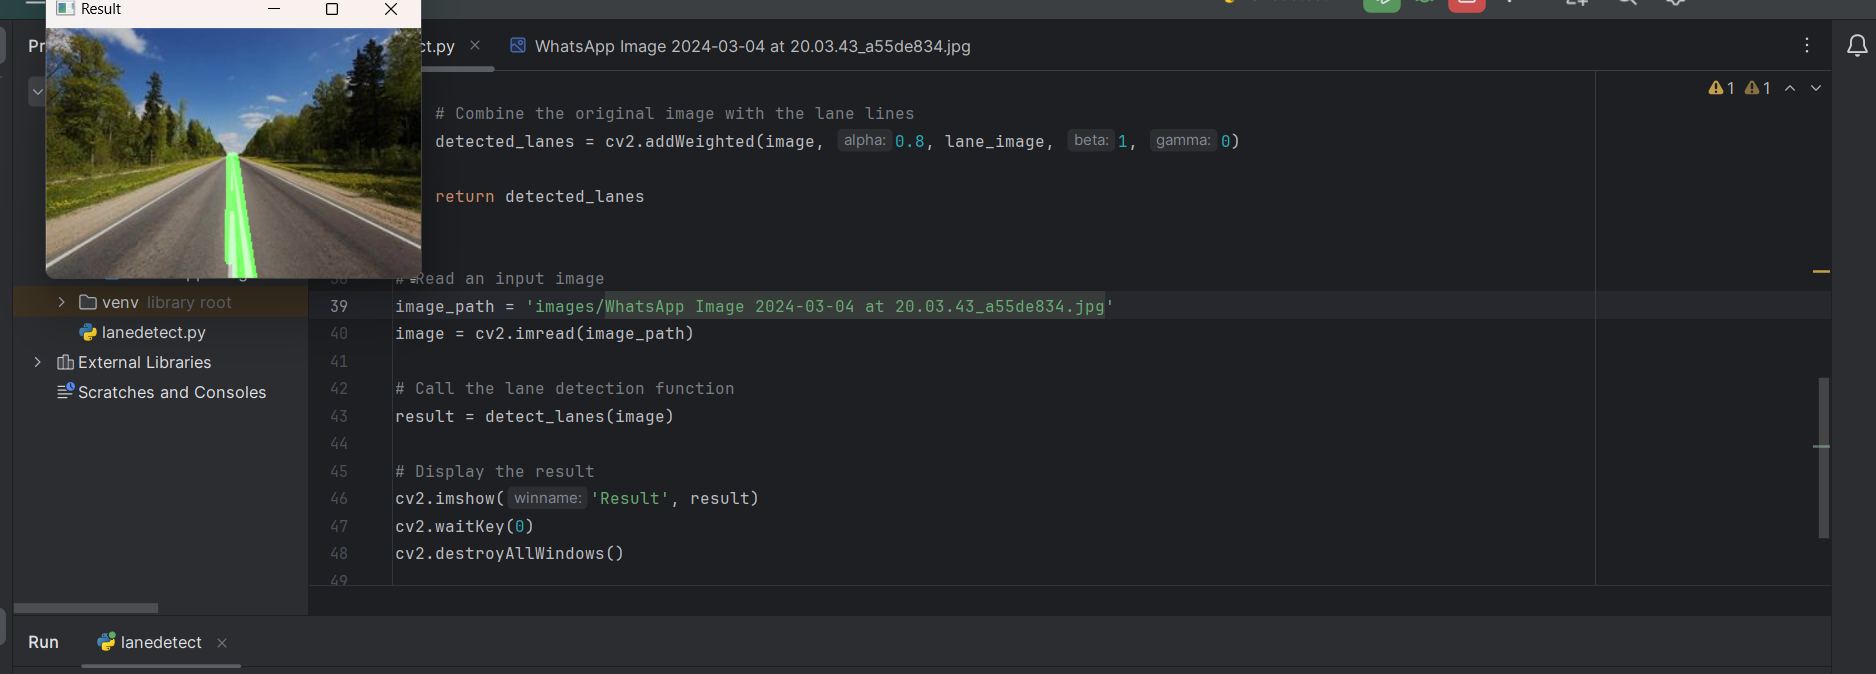 Result
Pr
ct.py
WhatsApp Image 2024-03-04 at 20.03.43_a55de834.jpg
1 1
# Combine the original image with the lane lines
detected_lanes = cv2.addWeighted(image, alpha: 0.8, lane_image, beta: 1, gamma: 0)
return detected_lanes
# Read an input image
venv library root
39 image_path = 'images/WhatsApp Image 2024-03-04 at 20.03.43_a55de834.jpg'
lanedetect.py
40 image = cv2.imread(image_path)
External Libraries
41
Scratches and Consoles
42 # Call the lane detection function
43 result = detect_lanes(image)
44
45 # Display the result
46 cv2.imshow( winname: 'Result', result)
47 cv2.waitKey(0)
48 cv2.destroyAllWindows()
49
Run lanedetect